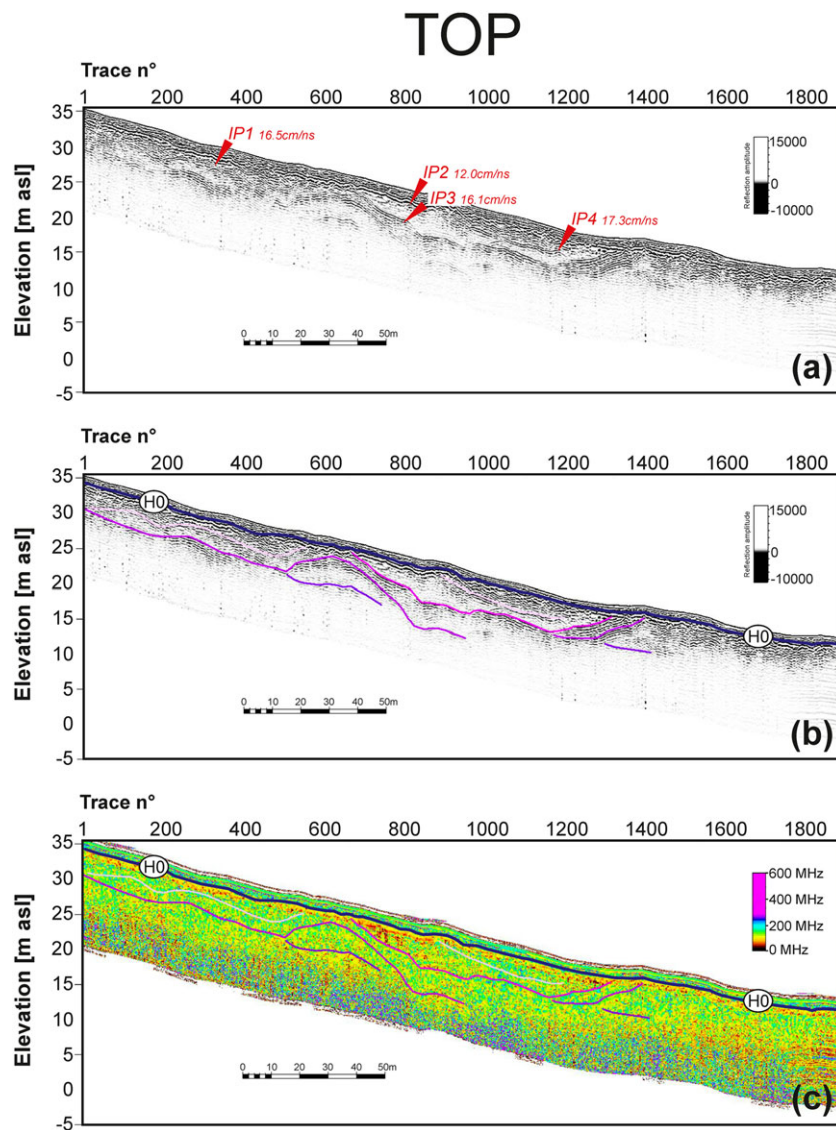 TOP
Trace n°
1 200 400 600 800 1000 1200 1400 1600 1800
Elevation [m asl]
35
30
25
20
15
10
5
0
-5
IP1 16.5cm/ns
IP2 12.0cm/ns
IP3 16.1cm/ns
IP4 17.3cm/ns
Reflection amplitude
15000
0
-10000
0 10 20 30 40 50m
(a)
Trace n°
1 200 400 600 800 1000 1200 1400 1600 1800
Elevation [m asl]
35
30
25
20
15
10
5
0
-5
H0
H0
Reflection amplitude
15000
0
-10000
0 10 20 30 40 50m
(b)
Trace n°
1 200 400 600 800 1000 1200 1400 1600 1800
Elevation [m asl]
35
30
25
20
15
10
5
0
-5
H0
H0
600 MHz
400 MHz
200 MHz
0 MHz
0 10 20 30 40 50m
(c)